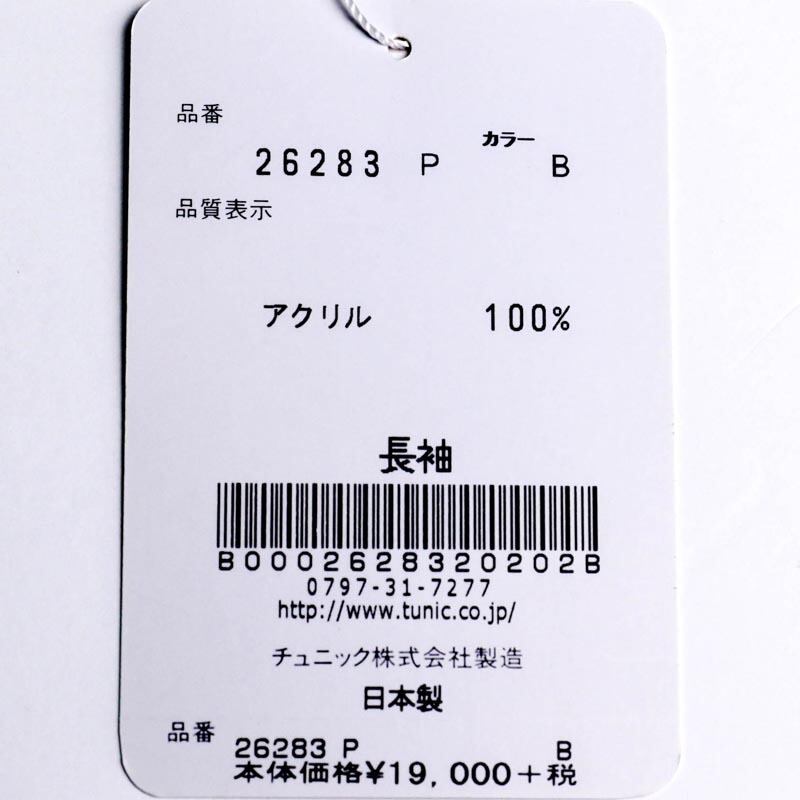 品番
カラー
26283 P B
品質表示
アクリル 100%
長袖
B0002628320202B
0797-31-7277
http://www.tunic.co.jp/
チュニック株式会社製造
日本製
品番 26283 P B
本体価格¥19,000+税